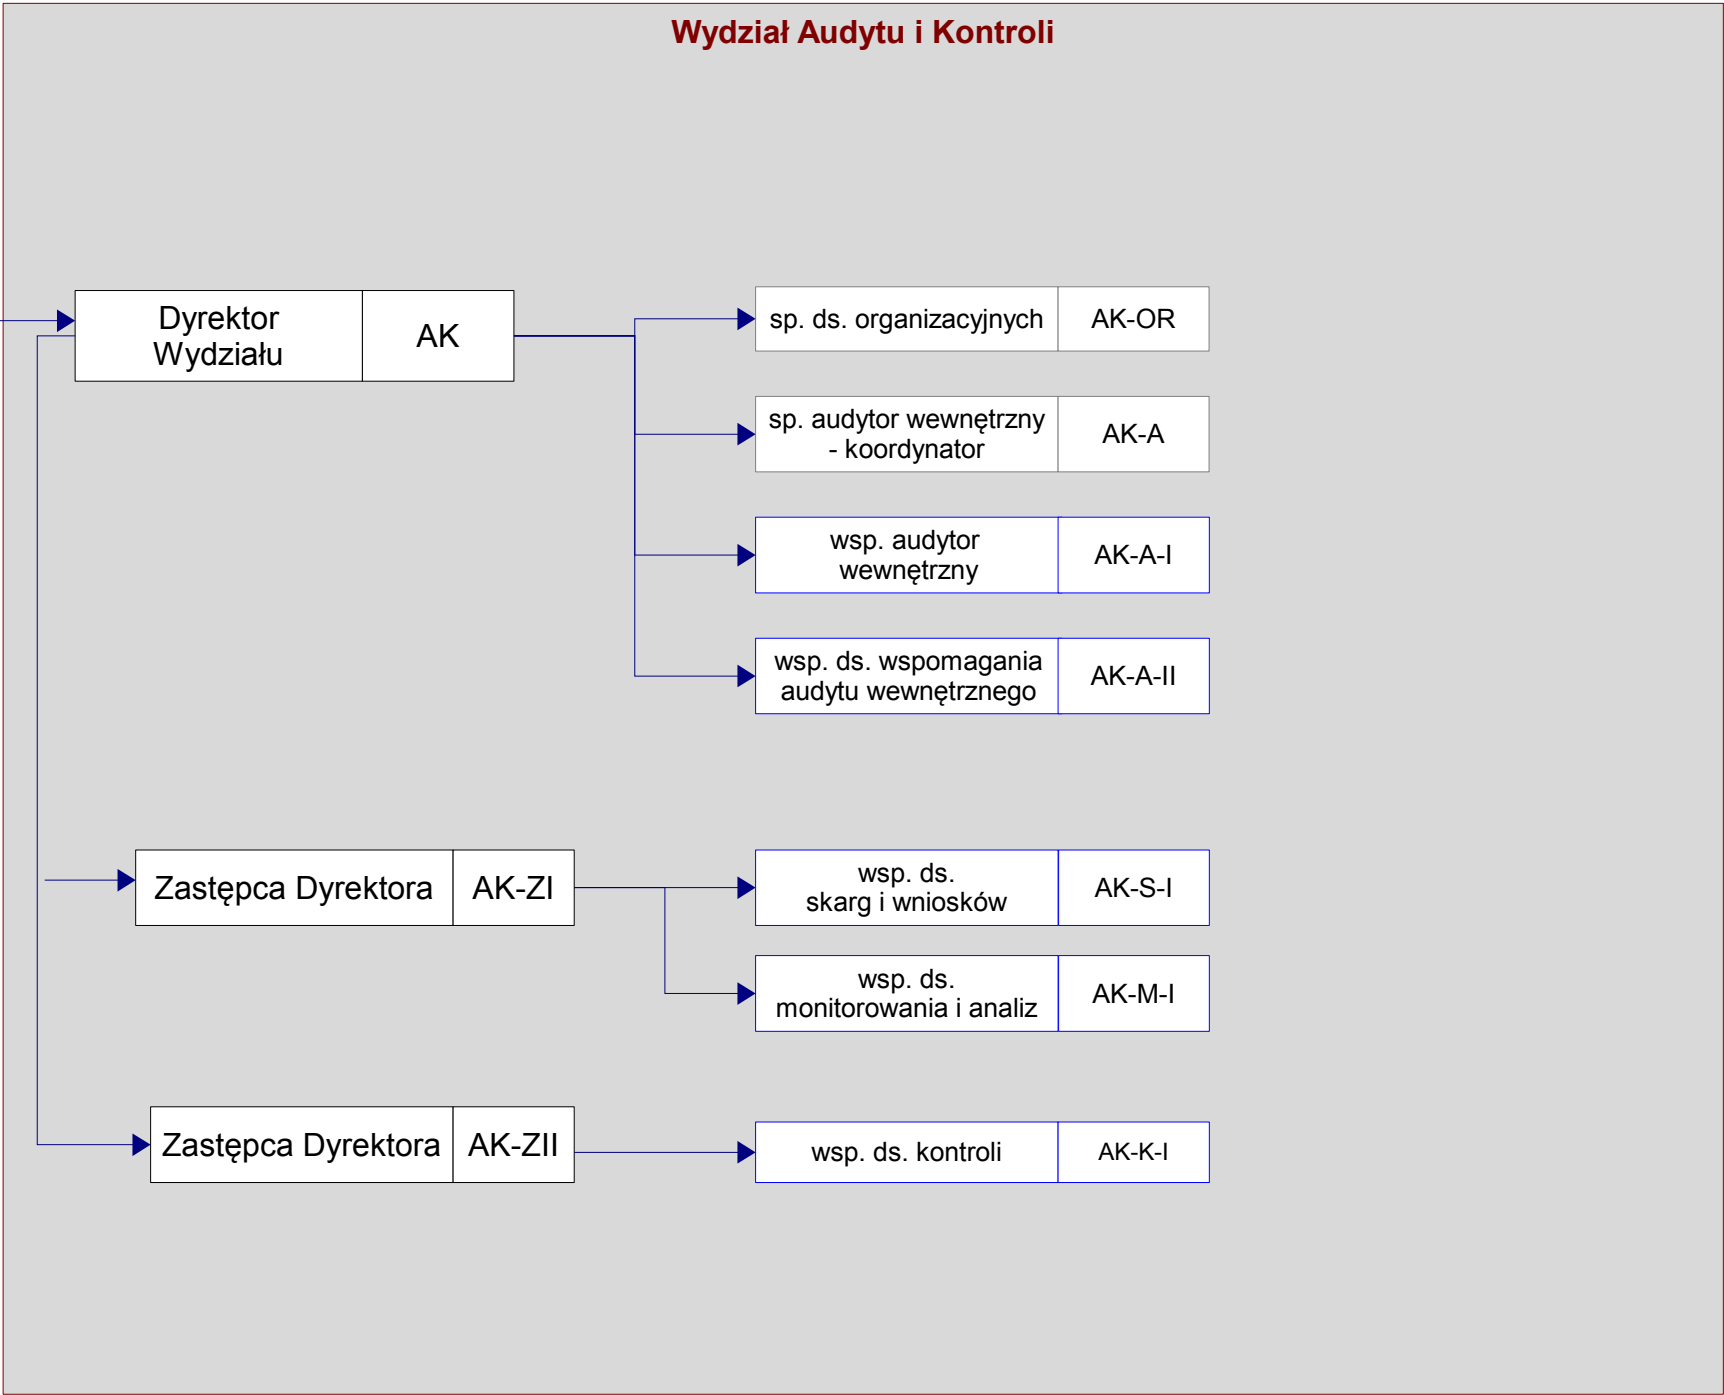 Wydział Audytu i Kontroli
Dyrektor
Wydziału
AK
sp. ds. organizacyjnych
AK-OR
sp. audytor wewnętrzny
- koordynator
AK-A
wsp. audytor
wewnętrzny
AK-A-I
wsp. ds. wspomagania
audytu wewnętrznego
AK-A-II
Zastępca Dyrektora
AK-ZI
wsp. ds.
skarg i wniosków
AK-S-I
wsp. ds.
monitorowania i analiz
AK-M-I
Zastępca Dyrektora
AK-ZII
wsp. ds. kontroli
AK-K-I